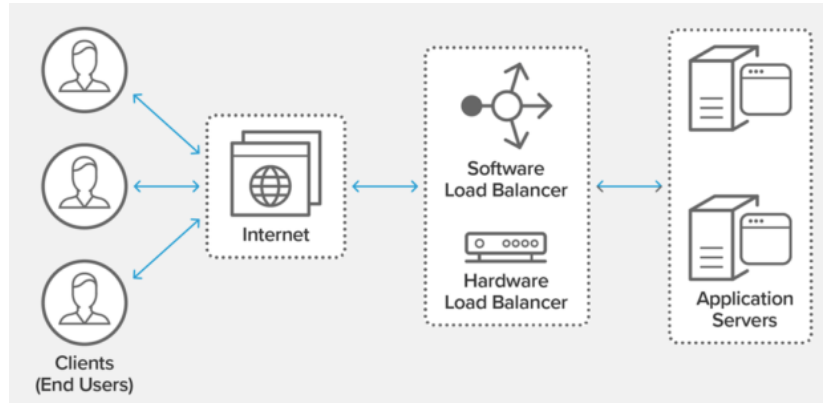 Clients
(End Users)
Internet
Software
Load Balancer
Hardware
Load Balancer
Application
Servers